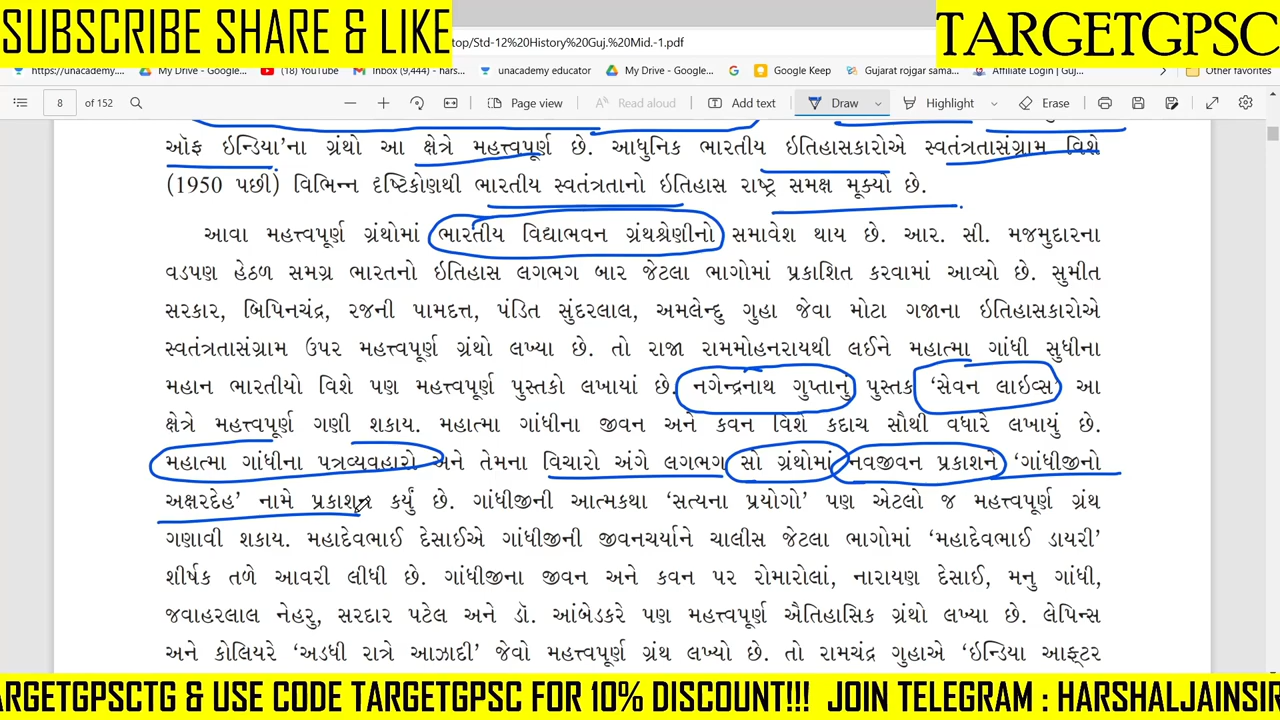 SUBSCRIBE SHARE & LIKE
top/Std-12%20History%20Guj.%20Mid.-1.pdf
TARGETGPSC
https://unacademy... My Drive - Google... (18) YouTube Inbox (9,444) - hars... unacademy educator My Drive - Google... Google Keep Gujarat rojgar sama... Affiliate Login | Guj... Other favorites
8 of 152 Page view Read aloud Add text Draw Highlight Erase
ઑફ ઇન્ડિયા'ના ગ્રંથો આ ક્ષેત્રે મહત્ત્વપૂર્ણ છે. આધુનિક ભારતીય ઇતિહાસકારોએ સ્વતંત્રતાસંગ્રામ વિશે
(1950 પછી) વિભિન્ન દૃષ્ટિકોણથી ભારતીય સ્વતંત્રતાનો ઇતિહાસ રાષ્ટ્ર સમક્ષ મૂક્યો છે.
આવા મહત્ત્વપૂર્ણ ગ્રંથોમાં ભારતીય વિદ્યાભવન ગ્રંથશ્રેણીનો સમાવેશ થાય છે. આર. સી. મજમુદારના
વડપણ હેઠળ સમગ્ર ભારતનો ઇતિહાસ લગભગ બાર જેટલા ભાગોમાં પ્રકાશિત કરવામાં આવ્યો છે. સુમીત
સરકાર, બિપિનચંદ્ર, રજની પામદત્ત, પંડિત સુંદરલાલ, અમલેન્દુ ગુહા જેવા મોટા ગજાના ઇતિહાસકારોએ
સ્વતંત્રતાસંગ્રામ ઉપર મહત્ત્વપૂર્ણ ગ્રંથો લખ્યા છે. તો રાજા રામમોહનરાયથી લઈને મહાત્મા ગાંધી સુધીના
મહાન ભારતીયો વિશે પણ મહત્ત્વપૂર્ણ પુસ્તકો લખાયાં છે. નગેન્દ્રનાથ ગુપ્તાનું પુસ્તક 'સેવન લાઇવ્સ' આ
ક્ષેત્રે મહત્ત્વપૂર્ણ ગણી શકાય. મહાત્મા ગાંધીના જીવન અને કવન વિશે કદાચ સૌથી વધારે લખાયું છે.
મહાત્મા ગાંધીના પત્રવ્યવહારો અને તેમના વિચારો અંગે લગભગ સો ગ્રંથોમાં નવજીવન પ્રકાશને 'ગાંધીજીનો
અક્ષરદેહ' નામે પ્રકાશન કર્યું છે. ગાંધીજીની આત્મકથા 'સત્યના પ્રયોગો' પણ એટલો જ મહત્ત્વપૂર્ણ ગ્રંથ
ગણાવી શકાય. મહાદેવભાઈ દેસાઈએ ગાંધીજીની જીવનચર્યાને ચાલીસ જેટલા ભાગોમાં 'મહાદેવભાઈ ડાયરી'
શીર્ષક તળે આવરી લીધી છે. ગાંધીજીના જીવન અને કવન પર રોમારોલાં, નારાયણ દેસાઈ, મનુ ગાંધી,
જવાહરલાલ નેહરુ, સરદાર પટેલ અને ડૉ. આંબેડકરે પણ મહત્ત્વપૂર્ણ ઐતિહાસિક ગ્રંથો લખ્યા છે. લેપિન્સ
અને કોલિયરે 'અડધી રાત્રે આઝાદી' જેવો મહત્ત્વપૂર્ણ ગ્રંથ લખ્યો છે. તો રામચંદ્ર ગુહાએ 'ઇન્ડિયા આફ્ટર
ARGETGPSCTG & USE CODE TARGETGPSC FOR 10% DISCOUNT!!! JOIN TELEGRAM : HARSHALJAINSIR